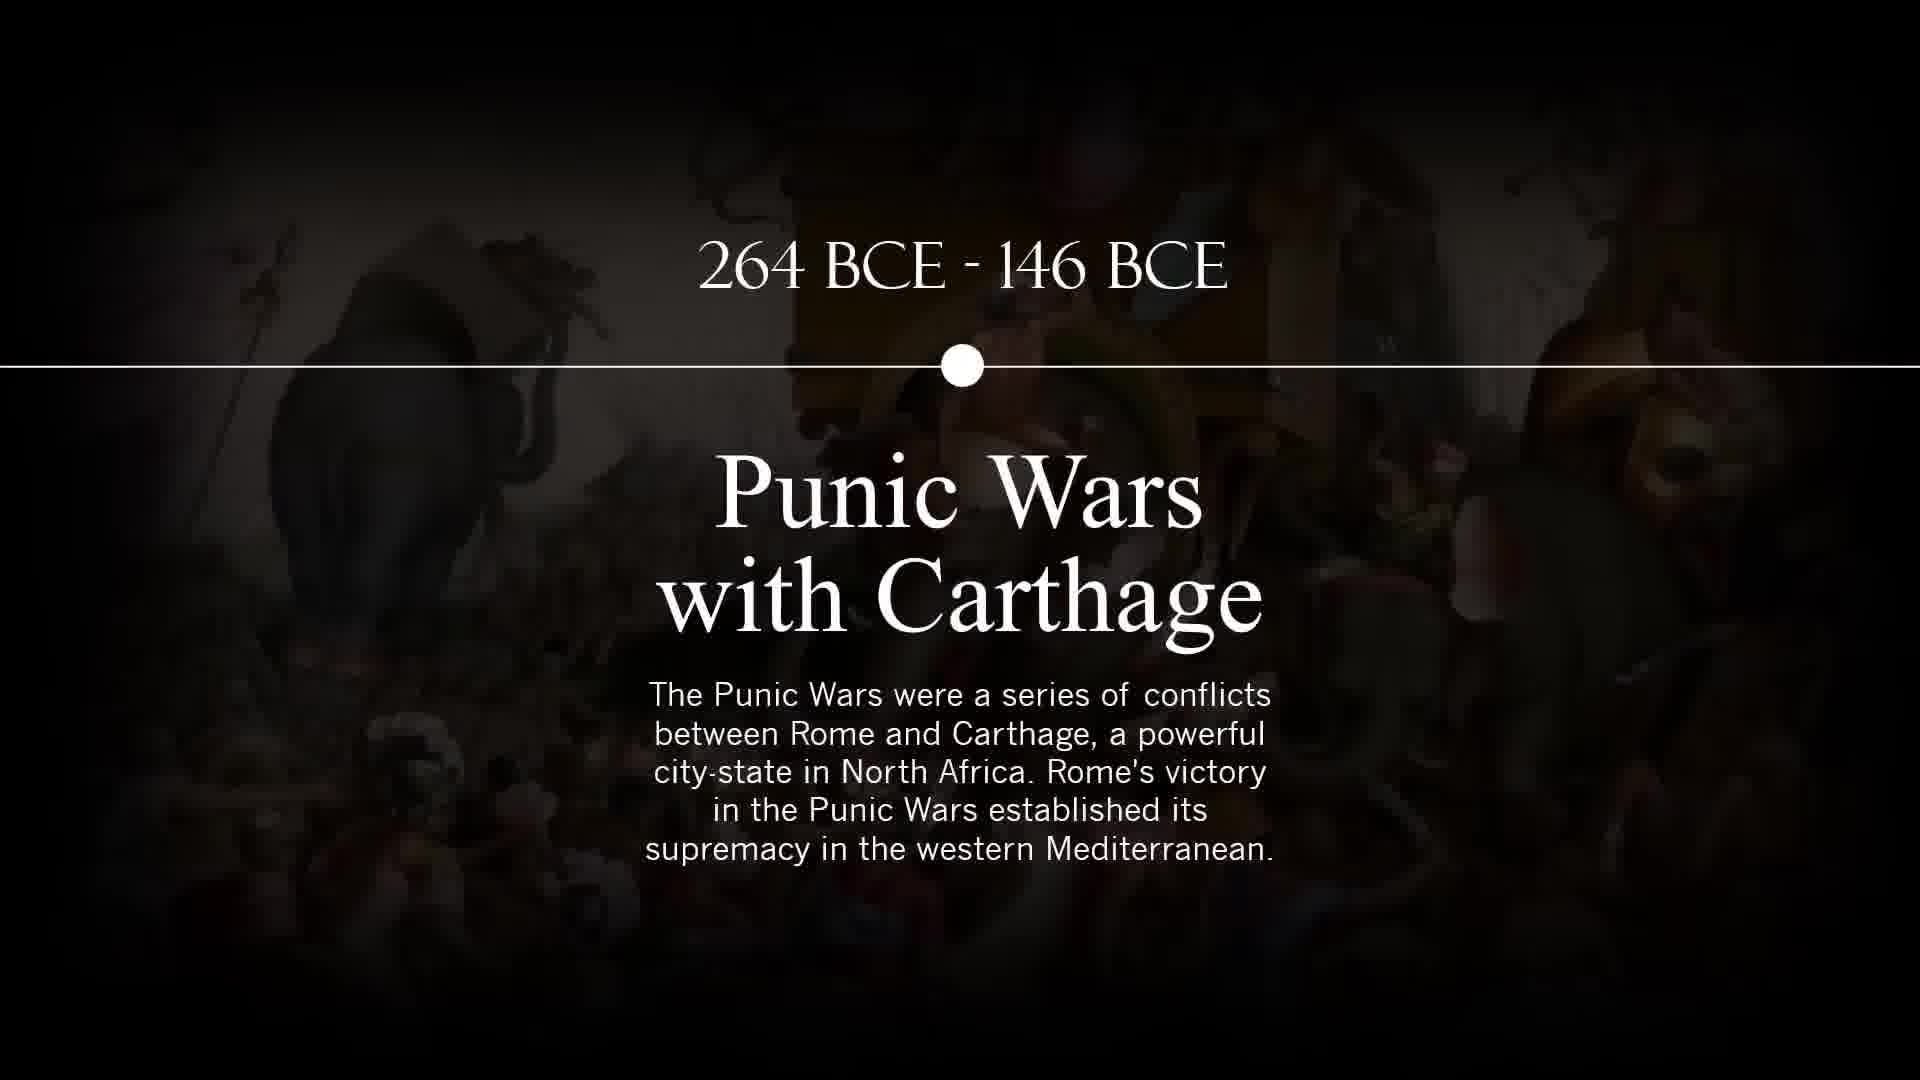 264 BCE - 146 BCE
Punic Wars
with Carthage
The Punic Wars were a series of conflicts
between Rome and Carthage, a powerful
city-state in North Africa. Rome's victory
in the Punic Wars established its
supremacy in the western Mediterranean.